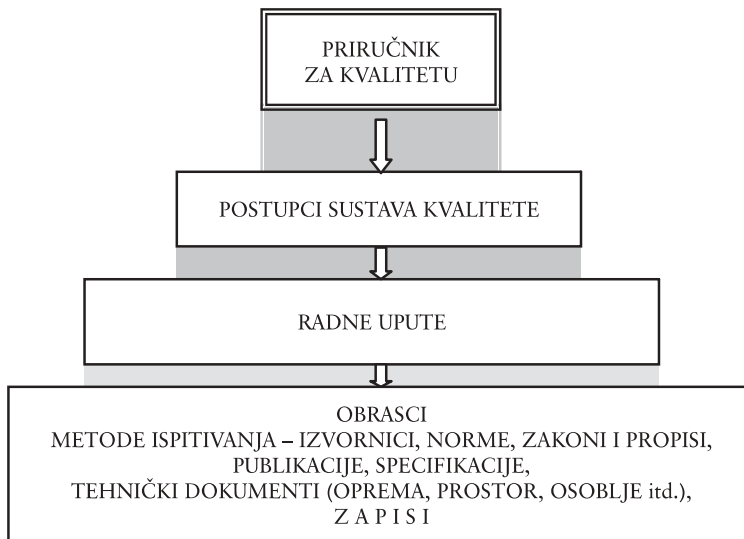 PRIRUČNIK
ZA KVALITETU
POSTUPCI SUSTAVA KVALITETE
RADNE UPUTE
OBRASCI
METODE ISPITIVANJA – IZVORNICI, NORME, ZAKONI I PROPISI,
PUBLIKACIJE, SPECIFIKACIJE,
TEHNIČKI DOKUMENTI (OPREMA, PROSTOR, OSOBLJE itd.),
Z A P I S I